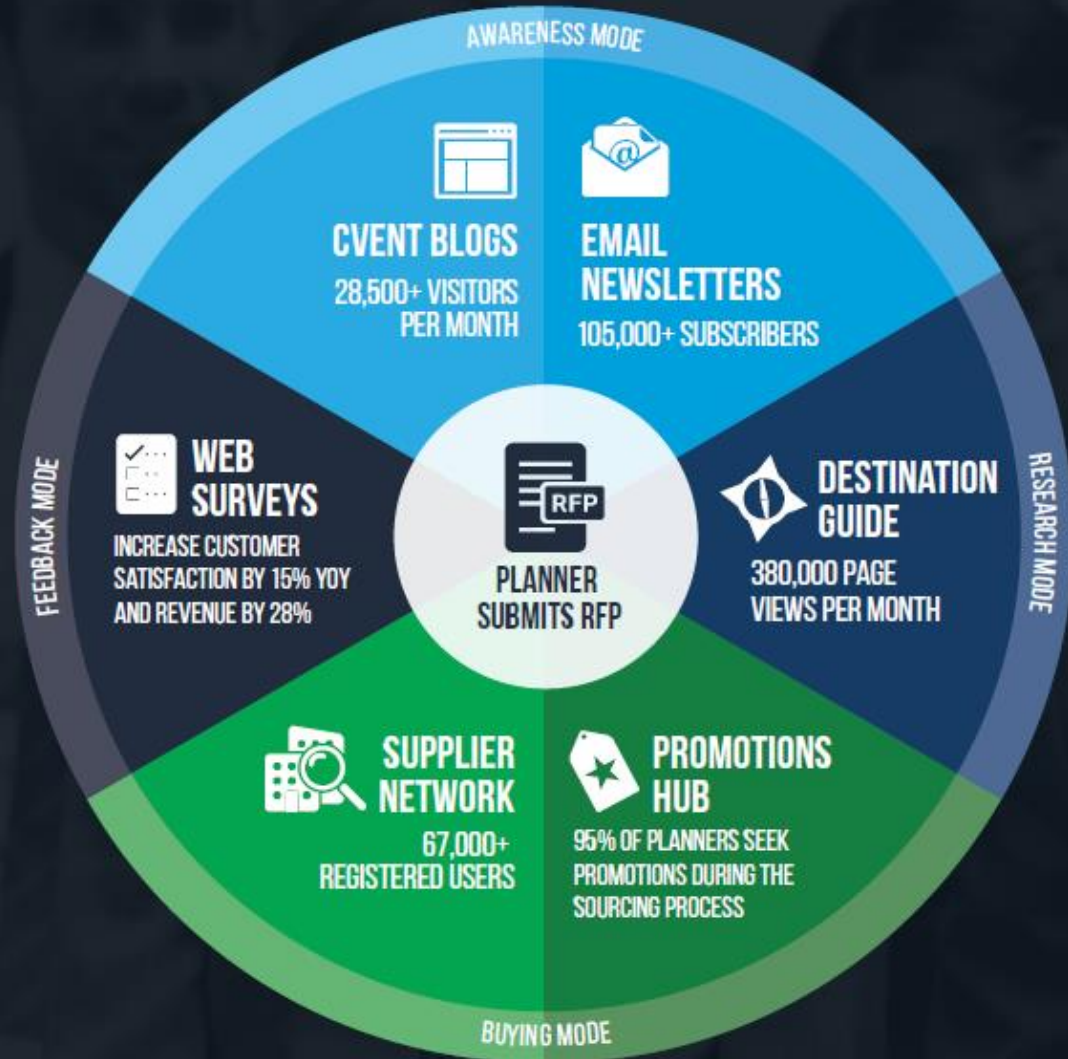 AWARENESS MODE
CVENT BLOGS
28,500+ VISITORS
PER MONTH
@
EMAIL
NEWSLETTERS
105,000+ SUBSCRIBERS
FEEDBACK MODE
WEB
SURVEYS
INCREASE CUSTOMER
SATISFACTION BY 15% YOY
AND REVENUE BY 28%
RFP
PLANNER
SUBMITS RFP
DESTINATION
GUIDE
380,000 PAGE
VIEWS PER MONTH
RESEARCH MODE
SUPPLIER
NETWORK
67,000+
REGISTERED USERS
PROMOTIONS
HUB
95% OF PLANNERS SEEK
PROMOTIONS DURING THE
SOURCING PROCESS
BUYING MODE